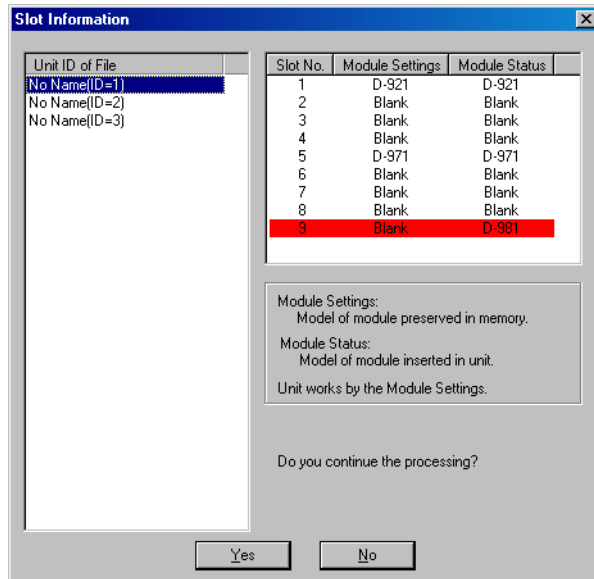 Slot Information
Unit ID of File
No Name(ID=1)
No Name(ID=2)
No Name(ID=3)
Slot No. Module Settings Module Status
1 D-921 D-921
2 Blank Blank
3 Blank Blank
4 Blank Blank
5 D-971 D-971
6 Blank Blank
7 Blank Blank
8 Blank Blank
9 Blank D-981
Module Settings:
Model of module preserved in memory.
Module Status:
Model of module inserted in unit.
Unit works by the Module Settings.
Do you continue the processing?
Yes No